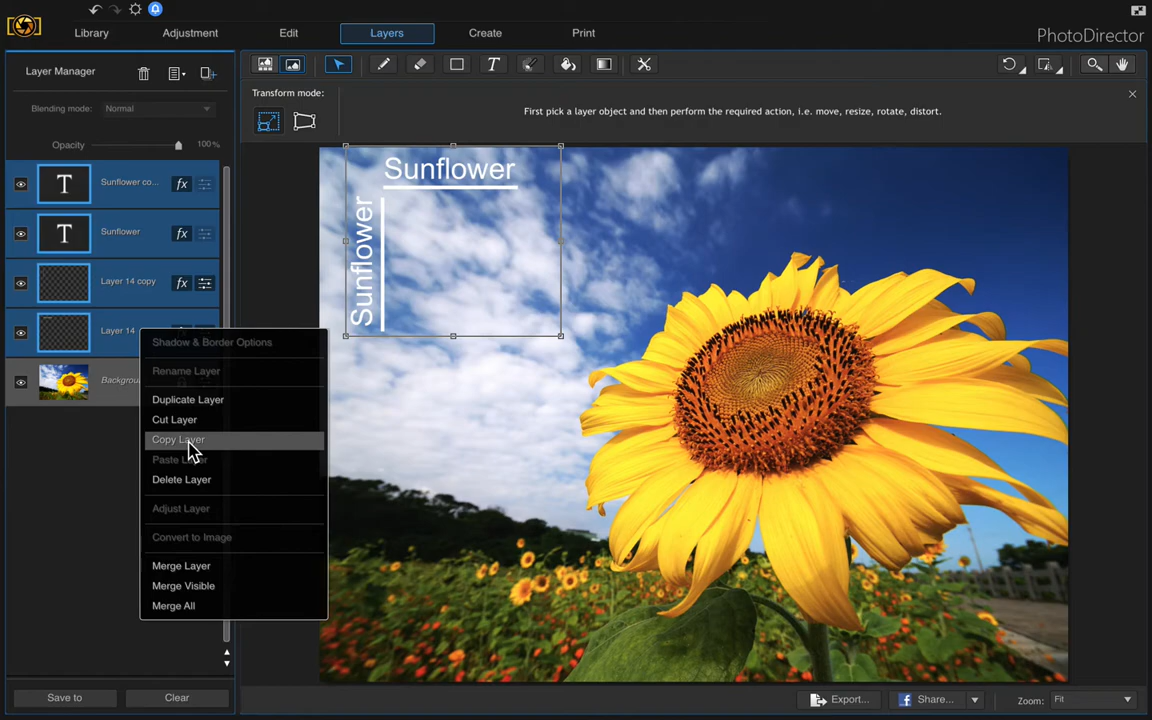 Library
Adjustment
Edit
Layers
Create
Print
PhotoDirector
Layer Manager
Blending mode: Normal
Opacity 100%
Transform mode:
First pick a layer object and then perform the required action, i.e. move, resize, rotate, distort.
T Sunflower co... fx
T Sunflower fx
Layer 14 copy fx
Layer 14
Sunflower
Sunflower
Shadow & Border Options
Rename Layer
Duplicate Layer
Cut Layer
Copy Layer
Delete Layer
Adjust Layer
Convert to Image
Merge Layer
Merge Visible
Merge All
Save to
Clear
Export...
Share...
Zoom: Fit